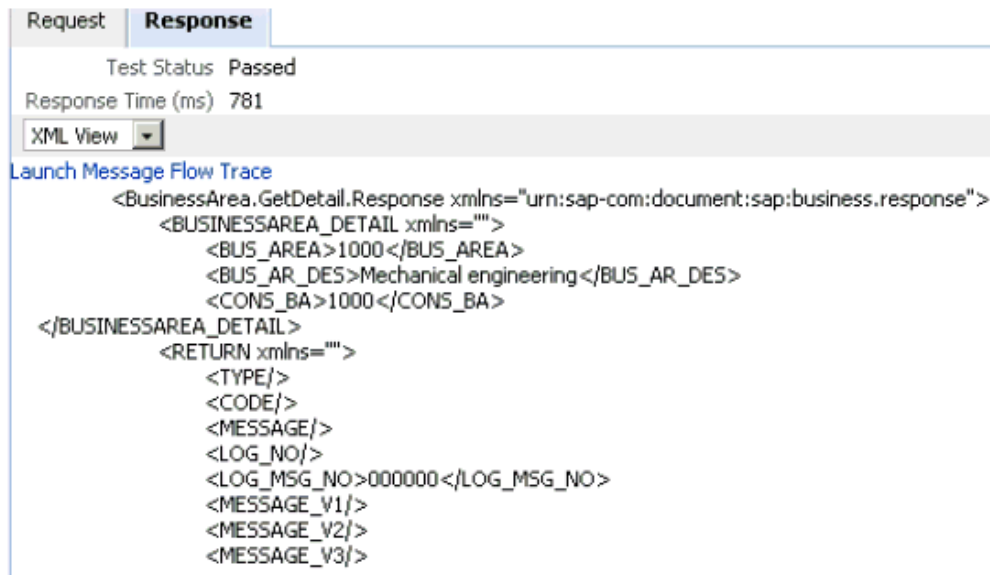 Request Response
Test Status Passed
Response Time (ms) 781
XML View
Launch Message Flow Trace
<BusinessArea.GetDetail.Response xmlns="urn:sap-com:document:sap:business.response">
<BUSINESSAREA_DETAIL xmlns="">
<BUS_AREA>1000</BUS_AREA>
<BUS_AR_DES>Mechanical engineering</BUS_AR_DES>
<CONS_BA>1000</CONS_BA>
</BUSINESSAREA_DETAIL>
<RETURN xmlns="">
<TYPE/>
<CODE/>
<MESSAGE/>
<LOG_NO/>
<LOG_MSG_NO>000000</LOG_MSG_NO>
<MESSAGE_V1/>
<MESSAGE_V2/>
<MESSAGE_V3/>